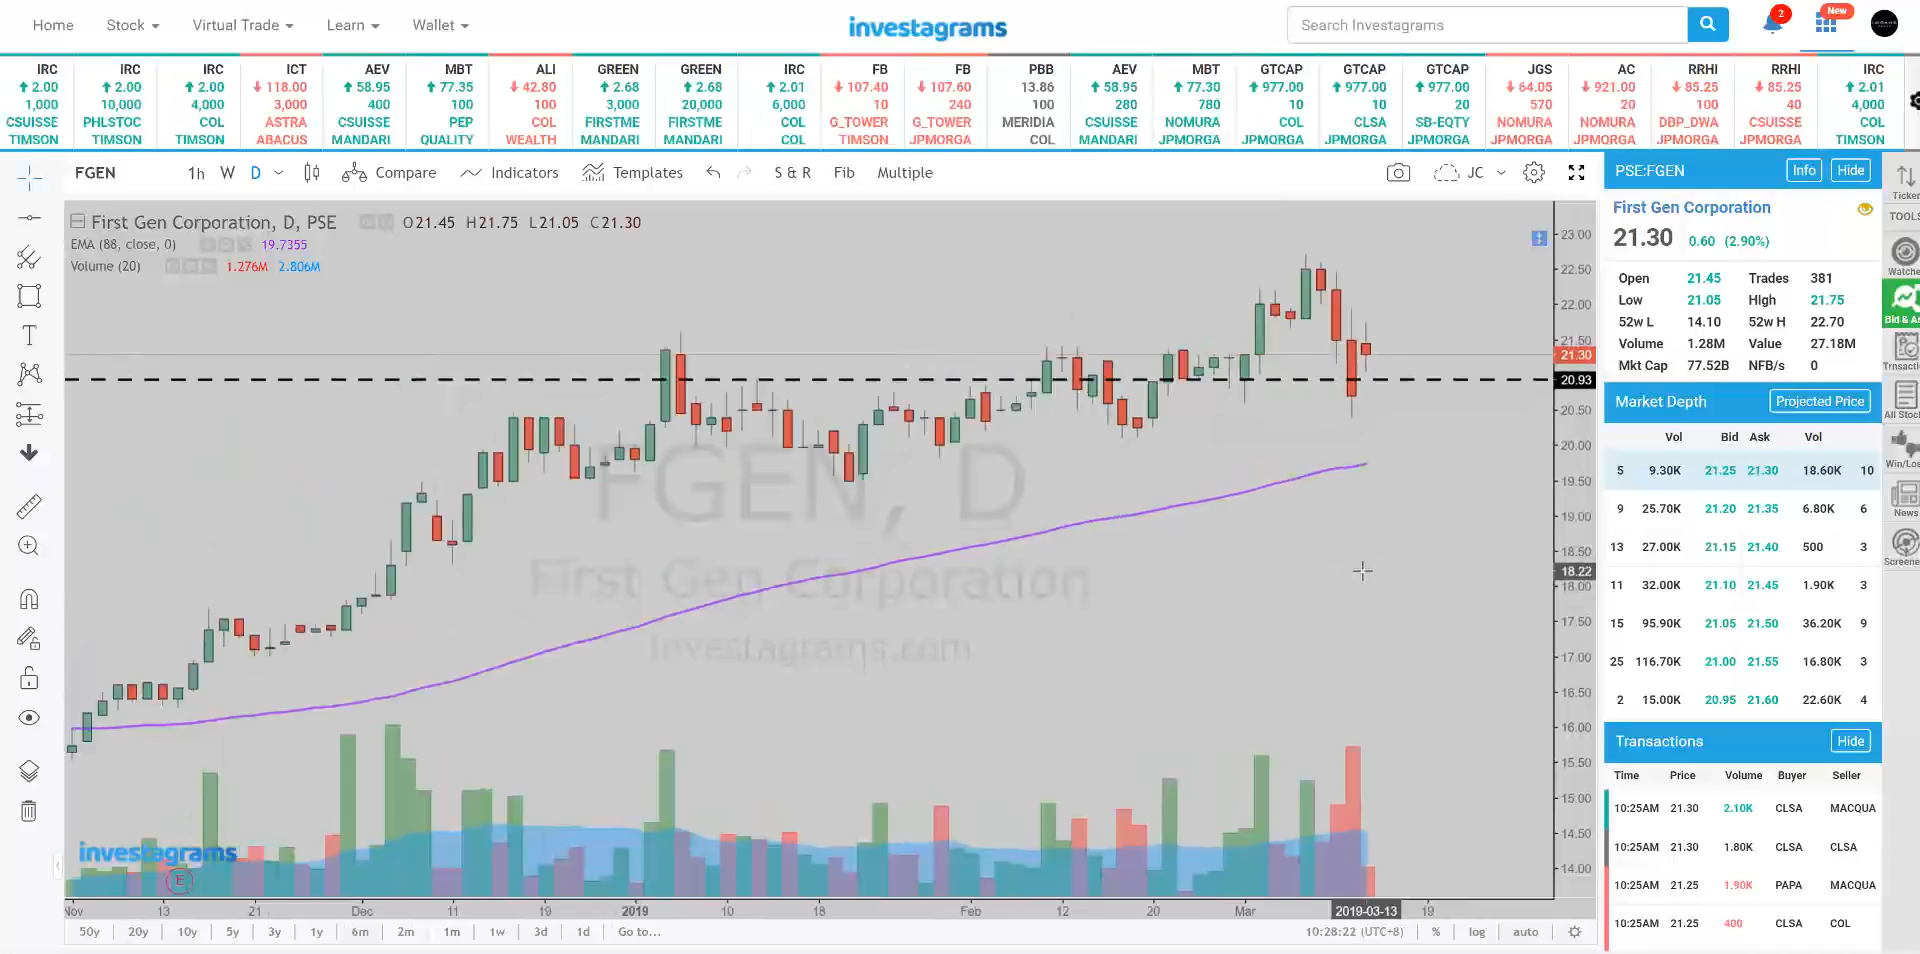 Home Stock Virtual Trade Learn Wallet investagrams Search Investagrams 2 New
IRC IRC IRC ICT AEV MBT ALI GREEN GREEN IRC FB FB PBB AEV MBT GTCAP GTCAP GTCAP JGS AC RRHI RRHI IRC
2.00 2.00 2.00 118.00 58.95 77.35 42.80 2.68 2.68 2.01 107.40 107.60 13.86 58.95 77.30 977.00 977.00 977.00 64.05 921.00 85.25 85.25 2.01
1,000 10,000 4,000 3,000 400 100 100 3,000 20,000 6,000 10 240 100 280 780 10 10 20 570 20 100 40 4,000
CSUISSE PHLSTOC COL ASTRA CSUISSE PEP COL FIRSTME FIRSTME COL G_TOWER G_TOWER MERIDIA CSUISSE NOMURA COL CLSA SB-EQTY NOMURA NOMURA DBP_DWA CSUISSE COL
TIMSON TIMSON TIMSON ABACUS MANDARI QUALITY WEALTH MANDARI MANDARI COL TIMSON JPMORGA COL MANDARI JPMORGA JPMORGA JPMORGA JPMORGA JPMORGA JPMORGA JPMORGA JPMORGA TIMSON
FGEN 1h W D Compare Indicators Templates S & R Fib Multiple JC
First Gen Corporation, D, PSE O21.45 H21.75 L21.05 C21.30
EMA (88, close, 0) 19.7355
Volume (20) 1.276M 2.806M
FGEN, D
First Gen Corporation
Investagrams.com
investagrams
E
23.00
22.50
22.00
21.50
21.30
20.93
20.50
20.00
19.50
19.00
18.50
18.22
18.00
17.50
17.00
16.50
16.00
15.50
15.00
14.50
14.00
Nov 13 21 Dec 11 19 2019 10 18 Feb 12 20 Mar 2019-03-13 19
50y 20y 10y 5y 3y 1y 6m 2m 1m 1w 3d 1d Go to... 10:28:22 (UTC+8) % log auto
PSE:FGEN Info Hide
First Gen Corporation
21.30 0.60 (2.90%)
Open 21.45 Trades 381
Low 21.05 High 21.75
52w L 14.10 52w H 22.70
Volume 1.28M Value 27.18M
Mkt Cap 77.52B NFB/s 0
Market Depth Projected Price
Vol Bid Ask Vol
5 9.30K 21.25 21.30 18.60K 10
9 25.70K 21.20 21.35 6.80K 6
13 27.00K 21.15 21.40 500 3
11 32.00K 21.10 21.45 1.90K 3
15 95.90K 21.05 21.50 36.20K 9
25 116.70K 21.00 21.55 16.80K 3
2 15.00K 20.95 21.60 22.60K 4
Transactions Hide
Time Price Volume Buyer Seller
10:25AM 21.30 2.10K CLSA MACQUA
10:25AM 21.30 1.80K CLSA CLSA
10:25AM 21.25 1.90K PAPA MACQUA
10:25AM 21.25 400 CLSA COL
Ticker
TOOLS
Watche
Bid & As
Trnsactio
All Stock
Win/Los
News
Screene